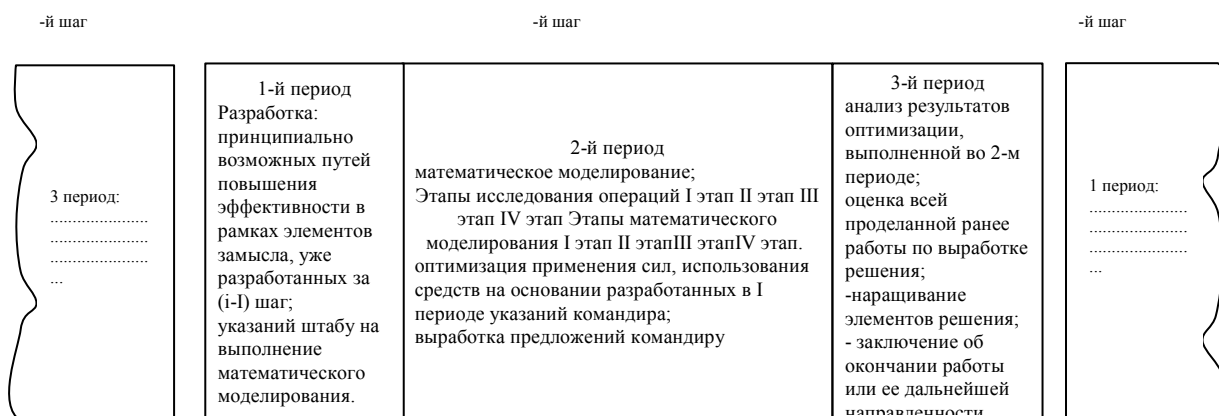 -й шаг
-й шаг
-й шаг
3 период:
.....................
.....................
.....................
...
1-й период
Разработка:
принципиально
возможных путей
повышения
эффективности в
рамках элементов
замысла, уже
разработанных за
(i-I) шаг;
указаний штабу на
выполнение
математического
моделирования.
2-й период
математическое моделирование;
Этапы исследования операций I этап II этап III
этап IV этап Этапы математического
моделирования I этап II этапIII этапIV этап.
оптимизация применения сил, использования
средств на основании разработанных в I
периоде указаний командира;
выработка предложений командиру
3-й период
анализ результатов
оптимизации,
выполненной во 2-м
периоде;
оценка всей
проделанной ранее
работы по выработке
решения;
-наращивание
элементов решения;
- заключение об
окончании работы
или ее дальнейшей
направленности
1 период:
.....................
.....................
.....................
...